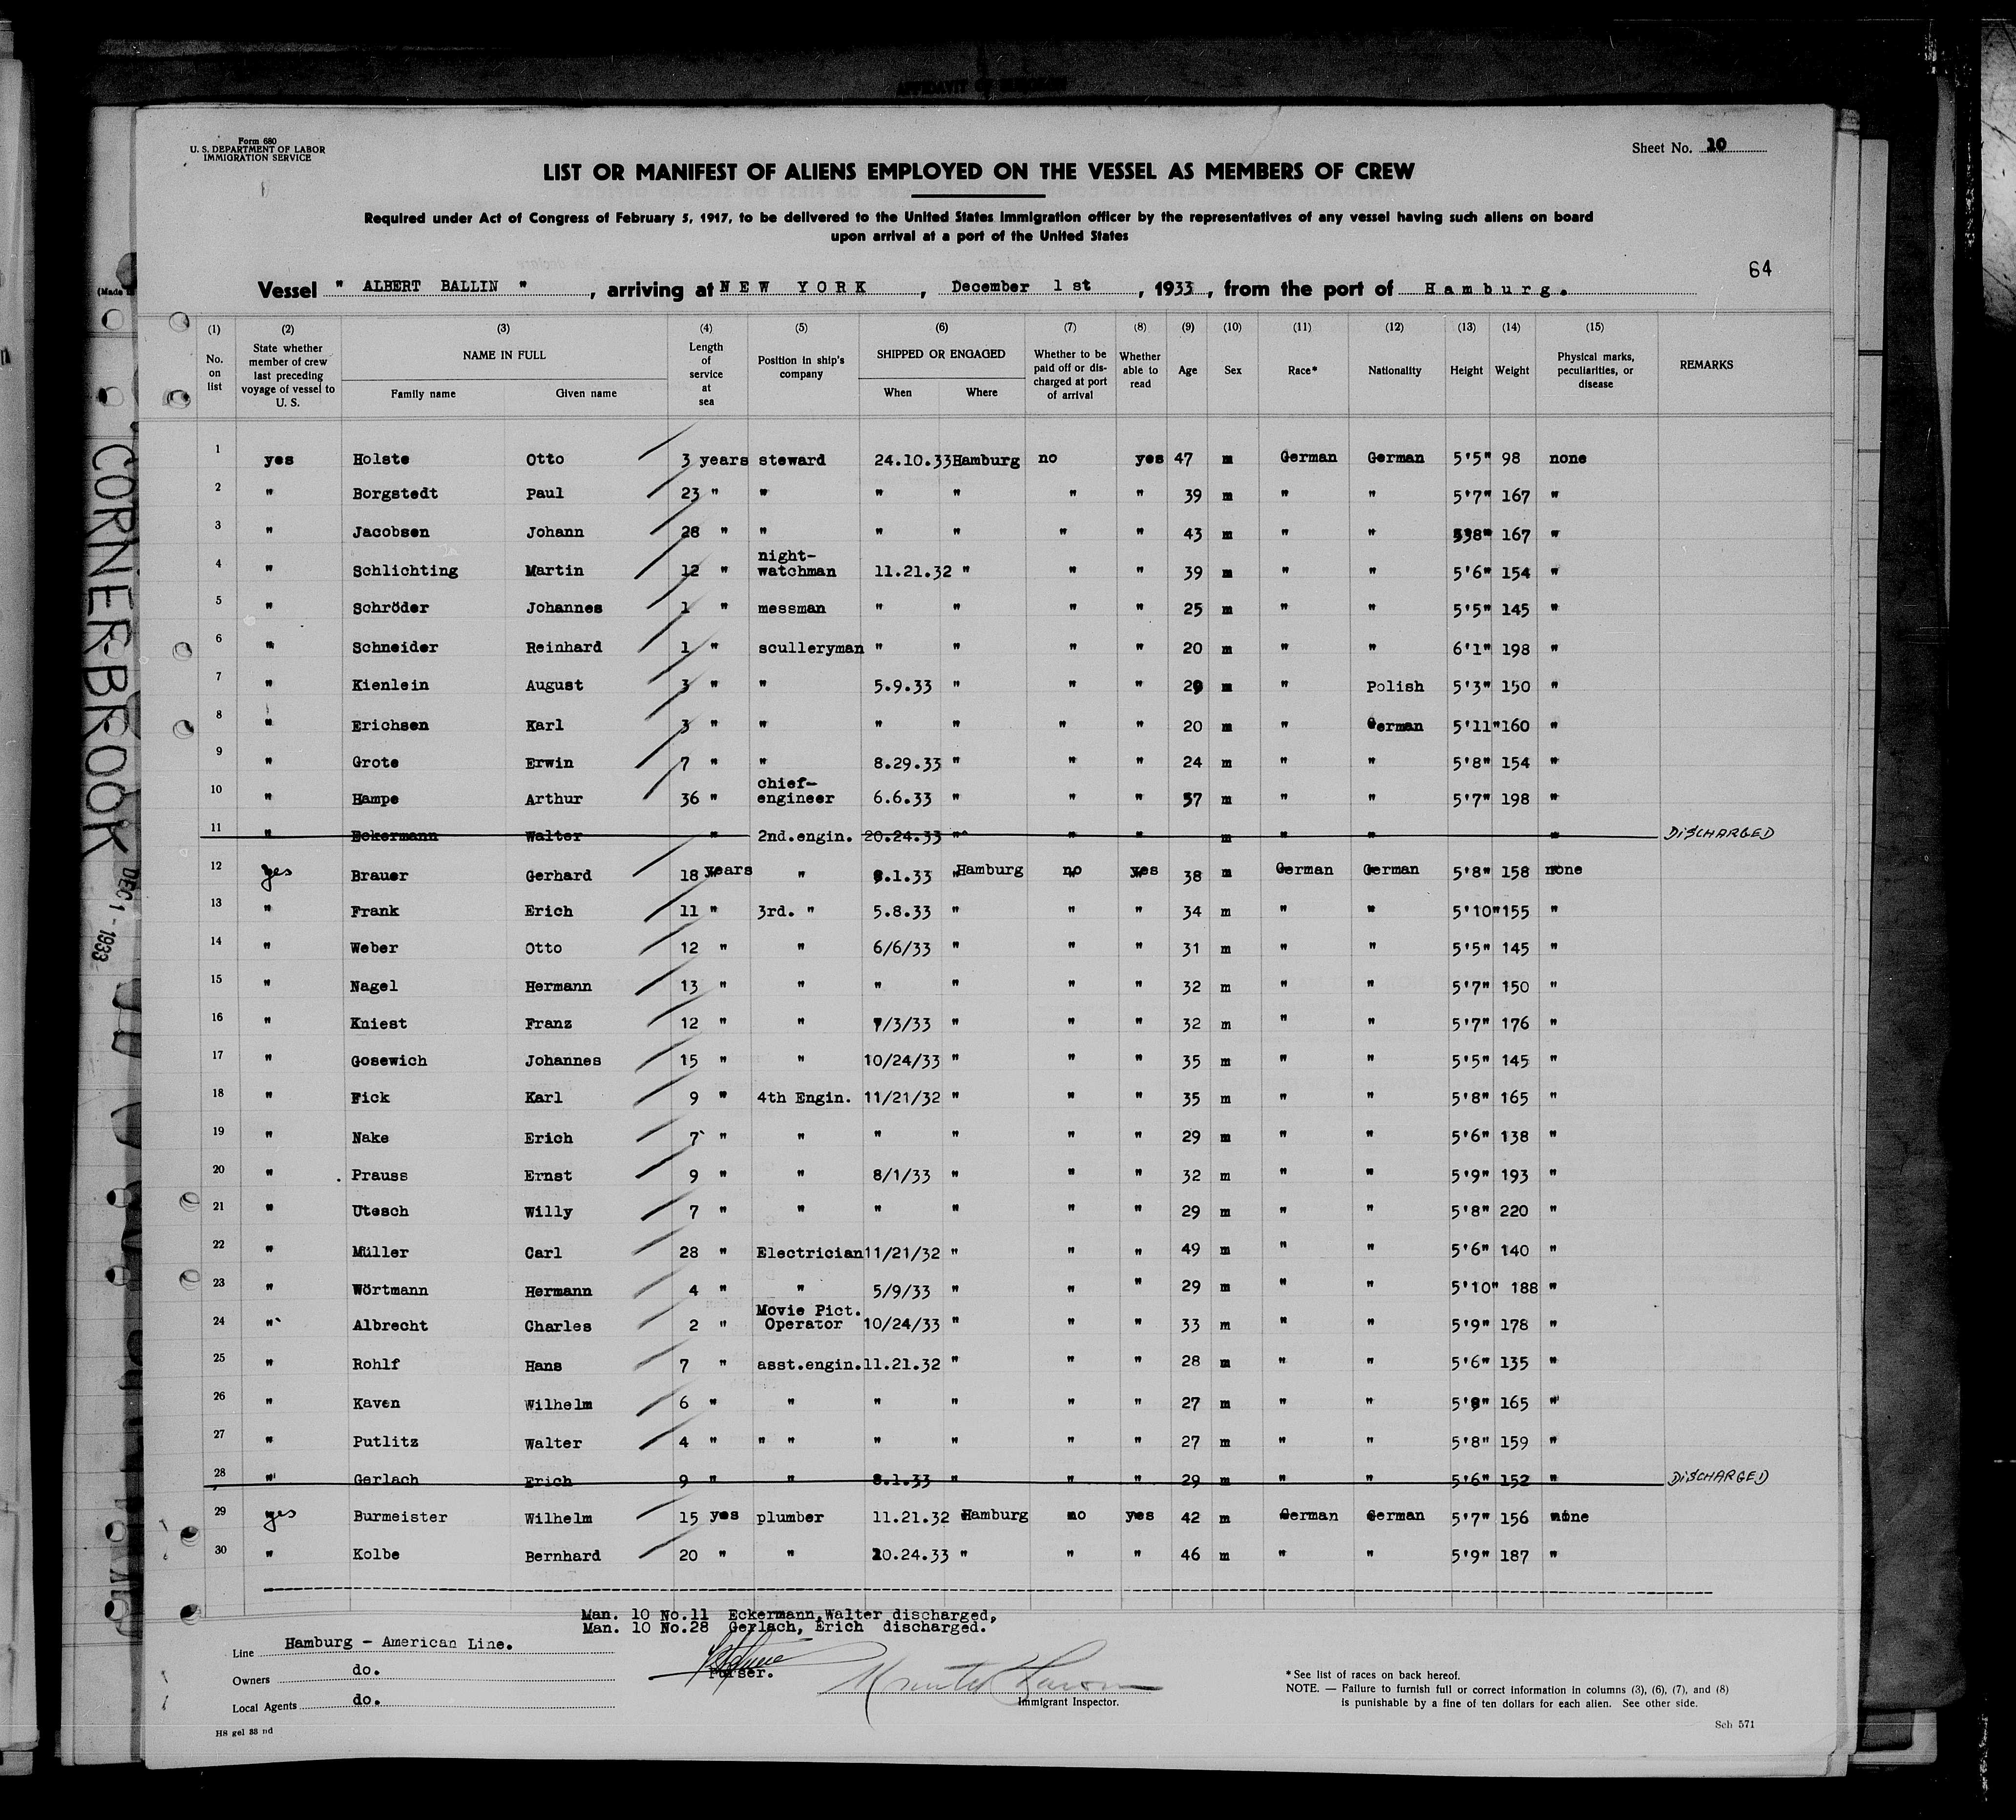 Form 680
U. S. DEPARTMENT OF LABOR
IMMIGRATION SERVICE
Sheet No. 10
LIST OR MANIFEST OF ALIENS EMPLOYED ON THE VESSEL AS MEMBERS OF CREW
Required under Act of Congress of February 5, 1917, to be delivered to the United States Immigration officer by the representatives of any vessel having such aliens on board
upon arrival at a port of the United States
64
Vessel " ALBERT BALLIN " , arriving at NEW YORK , December 1st , 1933 , from the port of Hamburg.
(1) (2) (3) (4) (5) (6) (7) (8) (9) (10) (11) (12) (13) (14) (15)
No. on list State whether member of crew last preceding voyage of vessel to U. S. NAME IN FULL Family name Given name Length of service at sea Position in ship's company SHIPPED OR ENGAGED When Where Whether to be paid off or discharged at port of arrival Whether able to read Age Sex Race* Nationality Height Weight Physical marks, peculiarities, or disease REMARKS
1 yes Holste Otto 3 years steward 24.10.33 Hamburg no yes 47 m German German 5'5" 98 none
2 " Borgstedt Paul 23 " " " " " " 39 m " " 5'7" 167 "
3 " Jacobsen Johann 28 " " " " " " 43 m " " 5'8" 167 "
4 " Schlichting Martin 12 " night-watchman 11.21.32 " " " 39 m " " 5'6" 154 "
5 " Schröder Johannes 1 " messman " " " " 25 m " " 5'5" 145 "
6 " Schneider Reinhard 1 " sculleryman " " " " 20 m " " 6'1" 198 "
7 " Kienlein August 3 " " 5.9.33 " " " 29 m " Polish 5'3" 150 "
8 " Erichsen Karl 3 " " " " " " 20 m " German 5'11" 160 "
9 " Grote Erwin 7 " " 8.29.33 " " " 24 m " " 5'8" 154 "
10 " Hampe Arthur 36 " chief-engineer 6.6.33 " " " 57 m " " 5'7" 198 "
11 " Eckermann Walter " 2nd.engin. 20.24.33 " " " m " " " DISCHARGED
12 yes Brauer Gerhard 18 years " 8.1.33 Hamburg no yes 38 m German German 5'8" 158 none
13 " Frank Erich 11 " 3rd. " 5.8.33 " " " 34 m " " 5'10" 155 "
14 " Weber Otto 12 " " 6/6/33 " " " 31 m " " 5'5" 145 "
15 " Nagel Hermann 13 " " " " " " 32 m " " 5'7" 150 "
16 " Kniest Franz 12 " " 7/3/33 " " " 32 m " " 5'7" 176 "
17 " Gosewich Johannes 15 " " 10/24/33 " " " 35 m " " 5'5" 145 "
18 " Fick Karl 9 " 4th Engin. 11/21/32 " " " 35 m " " 5'8" 165 "
19 " Nake Erich 7 " " " " " " 29 m " " 5'6" 138 "
20 " Prauss Ernst 9 " " 8/1/33 " " " 32 m " " 5'9" 193 "
21 " Utesch Willy 7 " " " " " " 29 m " " 5'8" 220 "
22 " Müller Carl 28 " Electrician 11/21/32 " " " 49 m " " 5'6" 140 "
23 " Wörtmann Hermann 4 " " 5/9/33 " " " 29 m " " 5'10" 188 "
24 " Albrecht Charles 2 " Movie Pict. Operator 10/24/33 " " " 33 m " " 5'9" 178 "
25 " Rohlf Hans 7 " asst.engin. 11.21.32 " " " 28 m " " 5'6" 135 "
26 " Kaven Wilhelm 6 " " " " " " 27 m " " 165 "
27 " Putlitz Walter 4 " " " " " " " 27 m " " 5'8" 159 "
28 " Gerlach Erich 9 " " 8.1.33 " " " 29 m " " 5'6" 152 " DISCHARGED
29 yes Burmeister Wilhelm 15 yes plumber 11.21.32 Hamburg no yes 42 m German German 5'7" 156 none
30 " Kolbe Bernhard 20 " " 10.24.33 " " " 46 m " " 5'9" 187 "
Man. 10 No.11 Eckermann,Walter discharged,
Man. 10 No.28 Gerlach, Erich discharged.
Line Hamburg - American Line.
Owners do.
Local Agents do.
Purser.
Immigrant Inspector.
* See list of races on back hereof.
NOTE. — Failure to furnish full or correct information in columns (3), (6), (7), and (8)
is punishable by a fine of ten dollars for each alien. See other side.
H8 gel 33 nd
Sch 571
CORNERBROOK
DEC 1 - 1933
(Made